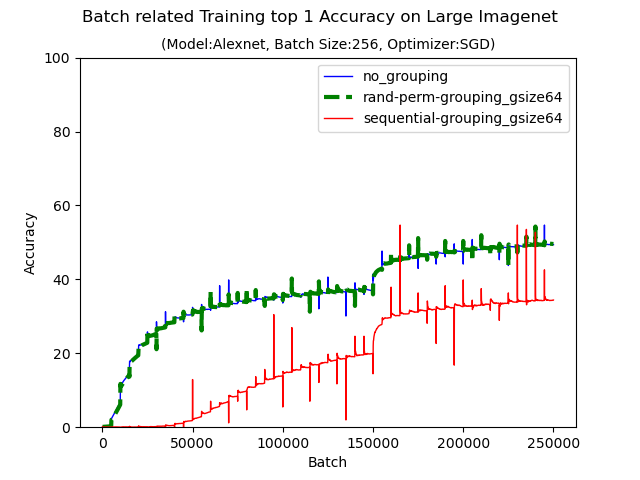 Batch related Training top 1 Accuracy on Large Imagenet
(Model:Alexnet, Batch Size:256, Optimizer:SGD)
100
80
60
40
20
0
Accuracy
no_grouping
rand-perm-grouping_gsize64
sequential-grouping_gsize64
0 50000 100000 150000 200000 250000
Batch